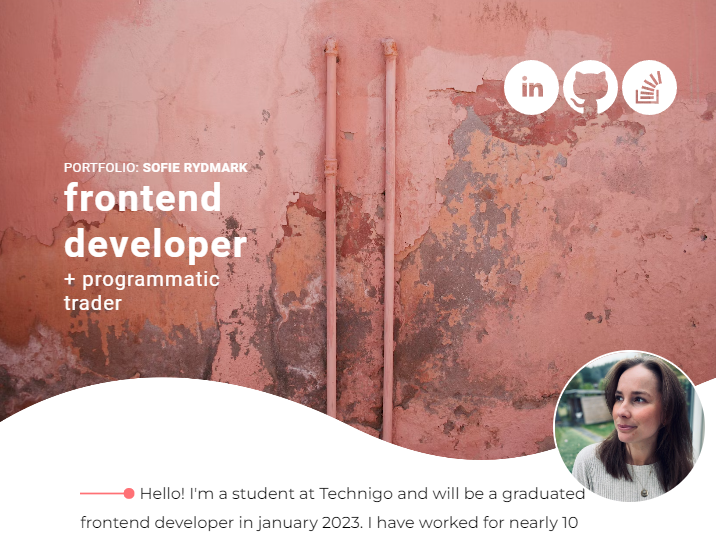 in
PORTFOLIO: SOFIE RYDMARK
frontend
developer
+ programmatic
trader
Hello! I'm a student at Technigo and will be a graduated
frontend developer in january 2023. I have worked for nearly 10